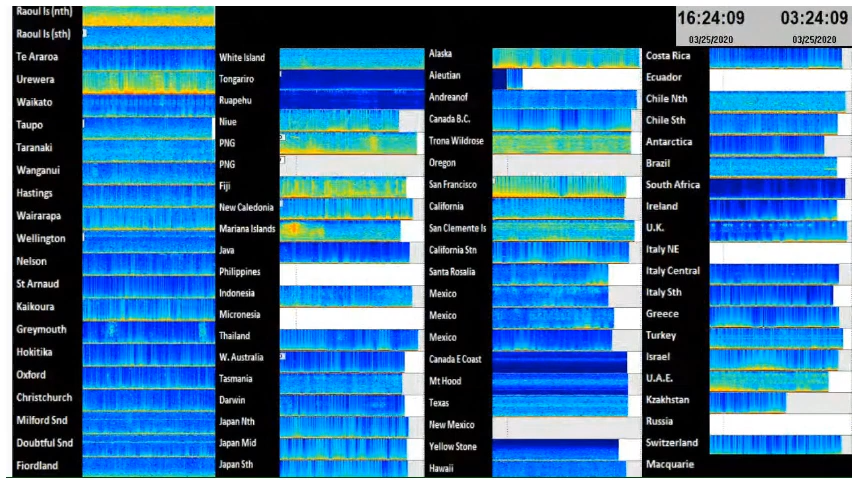 Raoul Is (nth)
Raoul Is (sth)
Te Araroa
Urewera
Waikato
Taupo
Taranaki
Wanganui
Hastings
Wairarapa
Wellington
Nelson
St Arnaud
Kaikoura
Greymouth
Hokitika
Oxford
Christchurch
Milford Snd
Doubtful Snd
Fiordland
White Island
Tongariro
Ruapehu
Niue
PNG
PNG
Fiji
New Caledonia
Mariana Islands
Java
Philippines
Indonesia
Micronesia
Thailand
W. Australia
Tasmania
Darwin
Japan Nth
Japan Mid
Japan Sth
Alaska
Aleutian
Andreanof
Canada B.C.
Trona Wildrose
Oregon
San Francisco
California
San Clemente Is
California Stn
Santa Rosalia
Mexico
Mexico
Mexico
Canada E Coast
Mt Hood
Texas
New Mexico
Yellow Stone
Hawaii
16:24:09 03:24:09
03/25/2020 03/25/2020
Costa Rica
Ecuador
Chile Nth
Chile Sth
Antarctica
Brazil
South Africa
Ireland
U.K.
Italy NE
Italy Central
Italy Sth
Greece
Turkey
Israel
U.A.E.
Kzakhstan
Russia
Switzerland
Macquarie